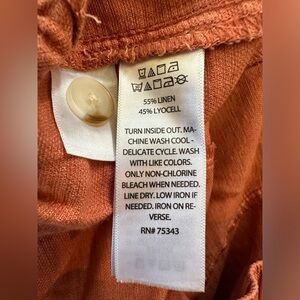 55% LINEN
45% LYOCELL
TURN INSIDE OUT. MA-
CHINE WASH COOL -
DELICATE CYCLE. WASH
WITH LIKE COLORS.
ONLY NON-CHLORINE
BLEACH WHEN NEEDED.
LINE DRY. LOW IRON IF
NEEDED. IRON ON RE-
VERSE.
RN# 75343